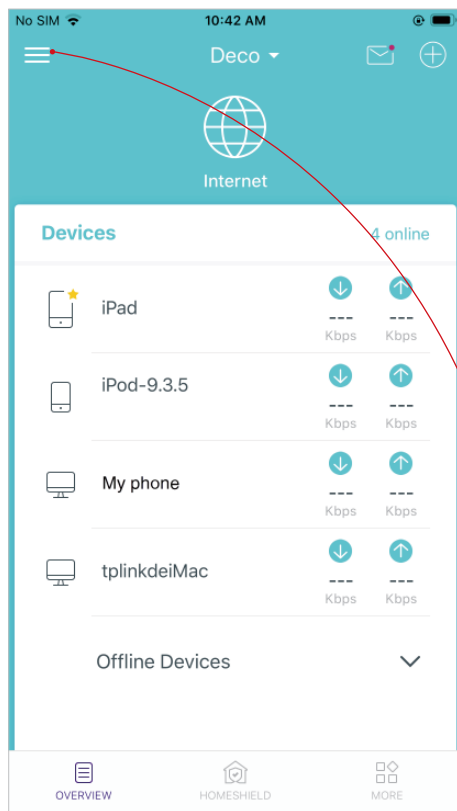 No SIM 10:42 AM
Deco
Internet
Devices 4 online
iPad
--- ---
Kbps Kbps
iPod-9.3.5
--- ---
Kbps Kbps
My phone
--- ---
Kbps Kbps
tplinkdeiMac
--- ---
Kbps Kbps
Offline Devices
OVERVIEW HOMESHIELD MORE